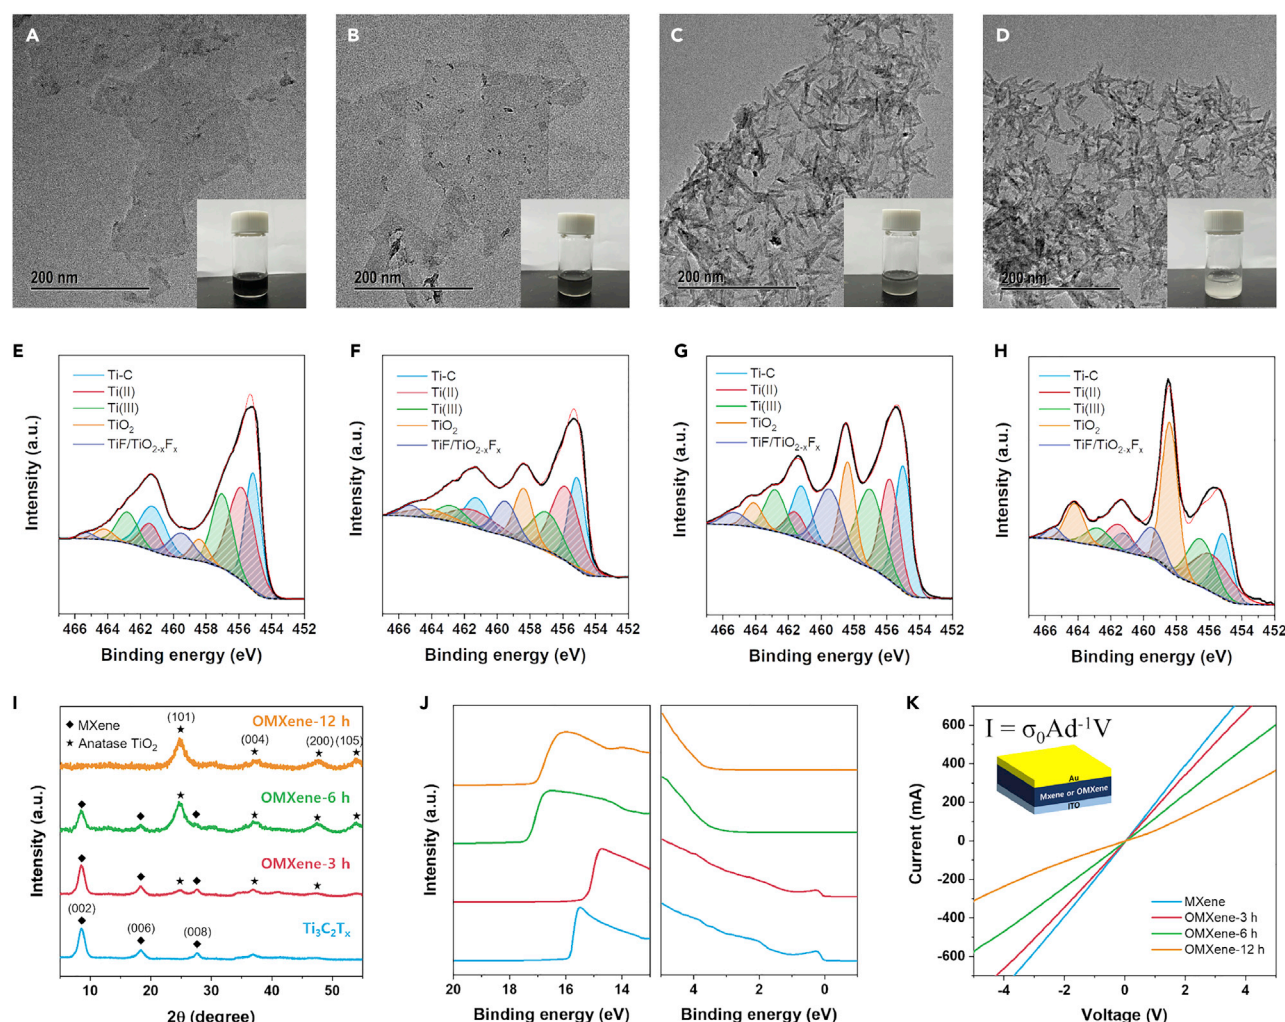 A
B
C
D
200 nm
200 nm
200 nm
200 nm
E
Intensity (a.u.)
Ti-C
Ti(II)
Ti(III)
TiO₂
TiF/TiO₂₋ₓFₓ
466 464 462 460 458 456 454 452
Binding energy (eV)
F
Intensity (a.u.)
Ti-C
Ti(II)
Ti(III)
TiO₂
TiF/TiO₂₋ₓFₓ
466 464 462 460 458 456 454 452
Binding energy (eV)
G
Intensity (a.u.)
Ti-C
Ti(II)
Ti(III)
TiO₂
TiF/TiO₂₋ₓFₓ
466 464 462 460 458 456 454 452
Binding energy (eV)
H
Intensity (a.u.)
Ti-C
Ti(II)
Ti(III)
TiO₂
TiF/TiO₂₋ₓFₓ
466 464 462 460 458 456 454 452
Binding energy (eV)
I
Intensity (a.u.)
◆ MXene
★ Anatase TiO₂
(101)
OMXene-12 h
(004)
(200)
(105)
OMXene-6 h
OMXene-3 h
(002)
(006)
(008)
Ti₃C₂Tₓ
10 20 30 40 50
2θ (degree)
J
Intensity (a.u.)
20 18 16 14
Binding energy (eV)
4 2 0
Binding energy (eV)
K
Current (mA)
I = σ₀Ad⁻¹V
Au
Mxene or OMXene
ITO
600
400
200
0
-200
-400
-600
MXene
OMXene-3 h
OMXene-6 h
OMXene-12 h
-4 -2 0 2 4
Voltage (V)